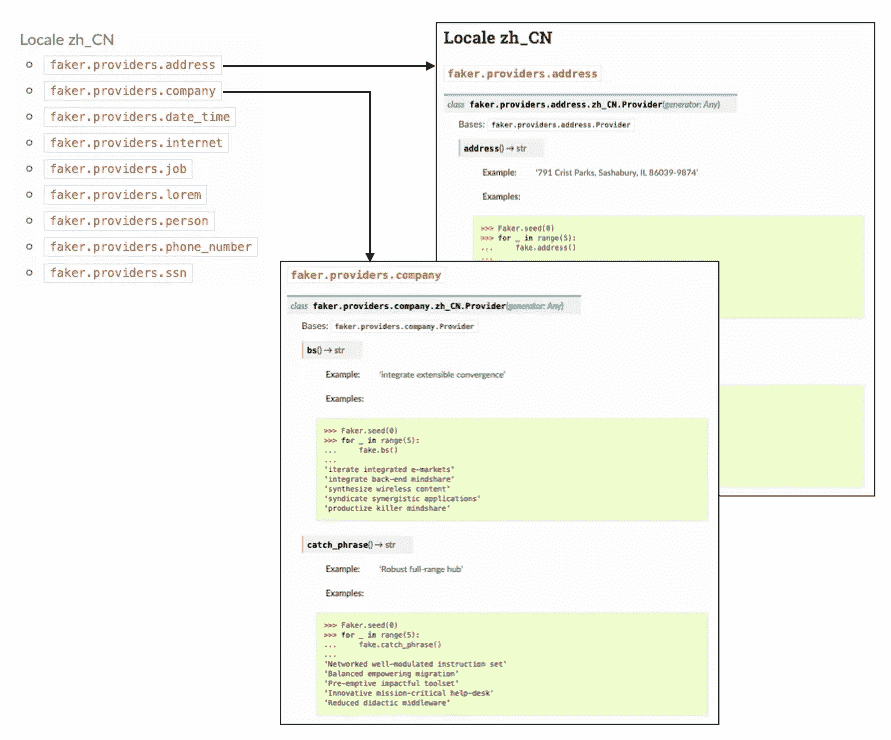 Locale zh_CN
faker.providers.address
faker.providers.company
faker.providers.date_time
faker.providers.internet
faker.providers.job
faker.providers.lorem
faker.providers.person
faker.providers.phone_number
faker.providers.ssn
Locale zh_CN
faker.providers.address
class faker.providers.address.zh_CN.Provider(generator: Any)
Bases: faker.providers.address.Provider
address() → str
Example: '791 Crist Parks, Sashabury, IL 86039-9874'
Examples:
>>> Faker.seed(0)
>>> for _ in range(5):
... fake.address()
...
faker.providers.company
class faker.providers.company.zh_CN.Provider(generator: Any)
Bases: faker.providers.company.Provider
bs() → str
Example: 'integrate extensible convergence'
Examples:
>>> Faker.seed(0)
>>> for _ in range(5):
... fake.bs()
...
'iterate integrated e-markets'
'integrate back-end mindshare'
'synthesize wireless content'
'syndicate synergistic applications'
'productize killer mindshare'
catch_phrase() → str
Example: 'Robust full-range hub'
Examples:
>>> Faker.seed(0)
>>> for _ in range(5):
... fake.catch_phrase()
...
'Networked well-modulated instruction set'
'Balanced empowering migration'
'Pre-emptive impactful toolset'
'Innovative mission-critical help-desk'
'Reduced didactic middleware'